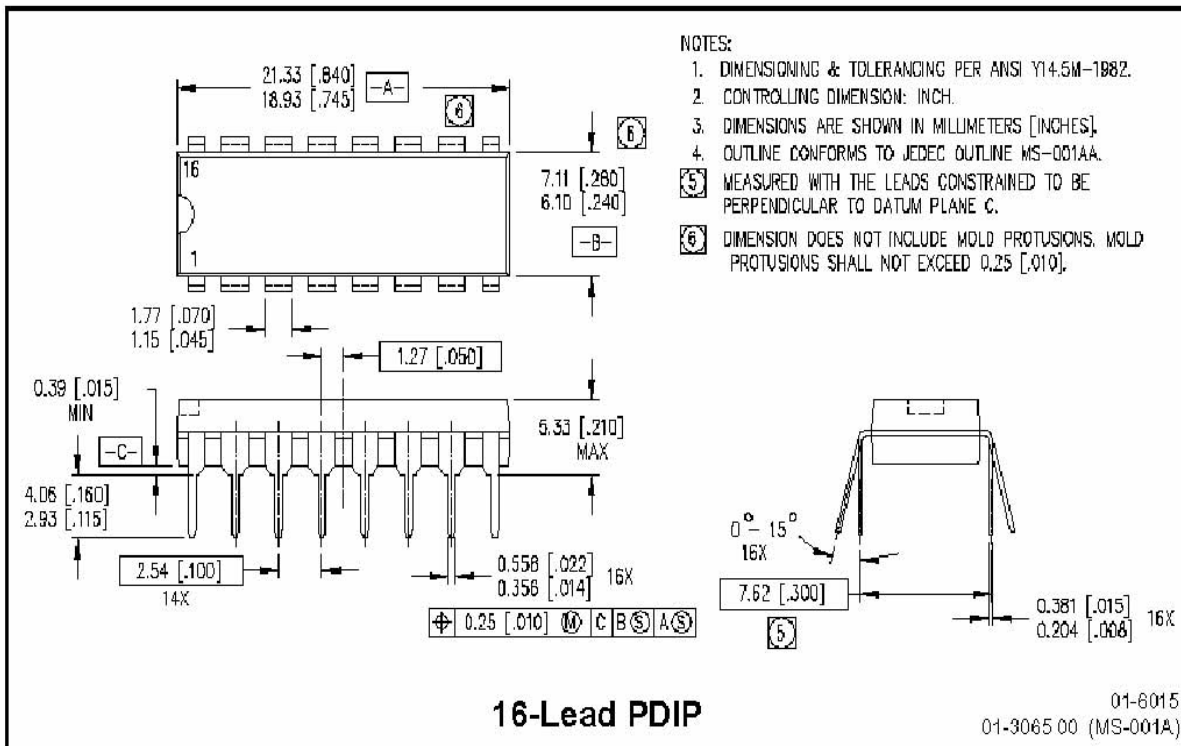 21.33 [.840]
18.93 [.745]
-A-
6
6
16
1
7.11 [.280]
6.10 [.240]
-B-
NOTES:
1. DIMENSIONING & TOLERANCING PER ANSI Y14.5M-1982.
2. CONTROLLING DIMENSION: INCH.
3. DIMENSIONS ARE SHOWN IN MILLIMETERS [INCHES].
4. OUTLINE CONFORMS TO JEDEC OUTLINE MS-001AA.
5 MEASURED WITH THE LEADS CONSTRAINED TO BE
PERPENDICULAR TO DATUM PLANE C.
6 DIMENSION DOES NOT INCLUDE MOLD PROTUSIONS. MOLD
PROTUSIONS SHALL NOT EXCEED 0.25 [.010].
1.77 [.070]
1.15 [.045]
1.27 [.050]
0.39 [.015]
MIN
-C-
5.33 [.210]
MAX
4.06 [.160]
2.93 [.115]
2.54 [.100]
14X
0.558 [.022]
0.356 [.014]
16X
⌖ 0.25 [.010] Ⓜ C B Ⓢ A Ⓢ
0°-15°
16X
7.62 [.300]
5
0.381 [.015]
0.204 [.008]
16X
16-Lead PDIP
01-6015
01-3065 00 (MS-001A)